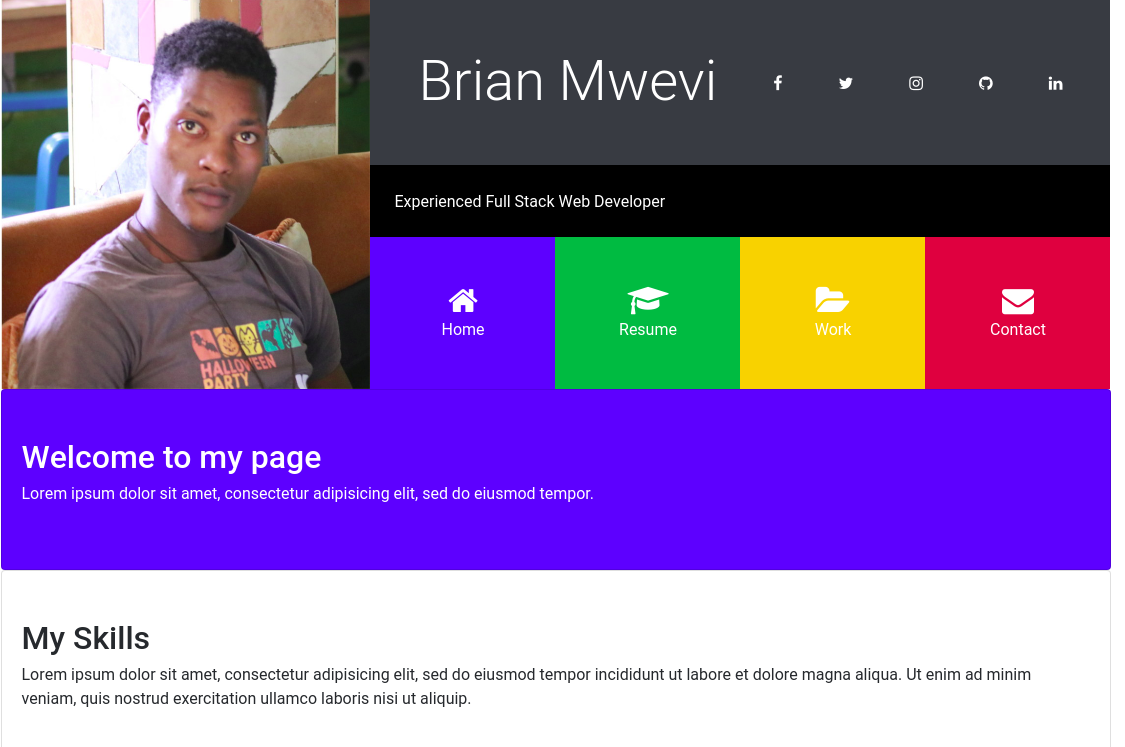 Brian Mwevi
Experienced Full Stack Web Developer
Home
Resume
Work
Contact
HALLOWEEN
PARTY
Welcome to my page
Lorem ipsum dolor sit amet, consectetur adipisicing elit, sed do eiusmod tempor.
My Skills
Lorem ipsum dolor sit amet, consectetur adipisicing elit, sed do eiusmod tempor incididunt ut labore et dolore magna aliqua. Ut enim ad minim
veniam, quis nostrud exercitation ullamco laboris nisi ut aliquip.